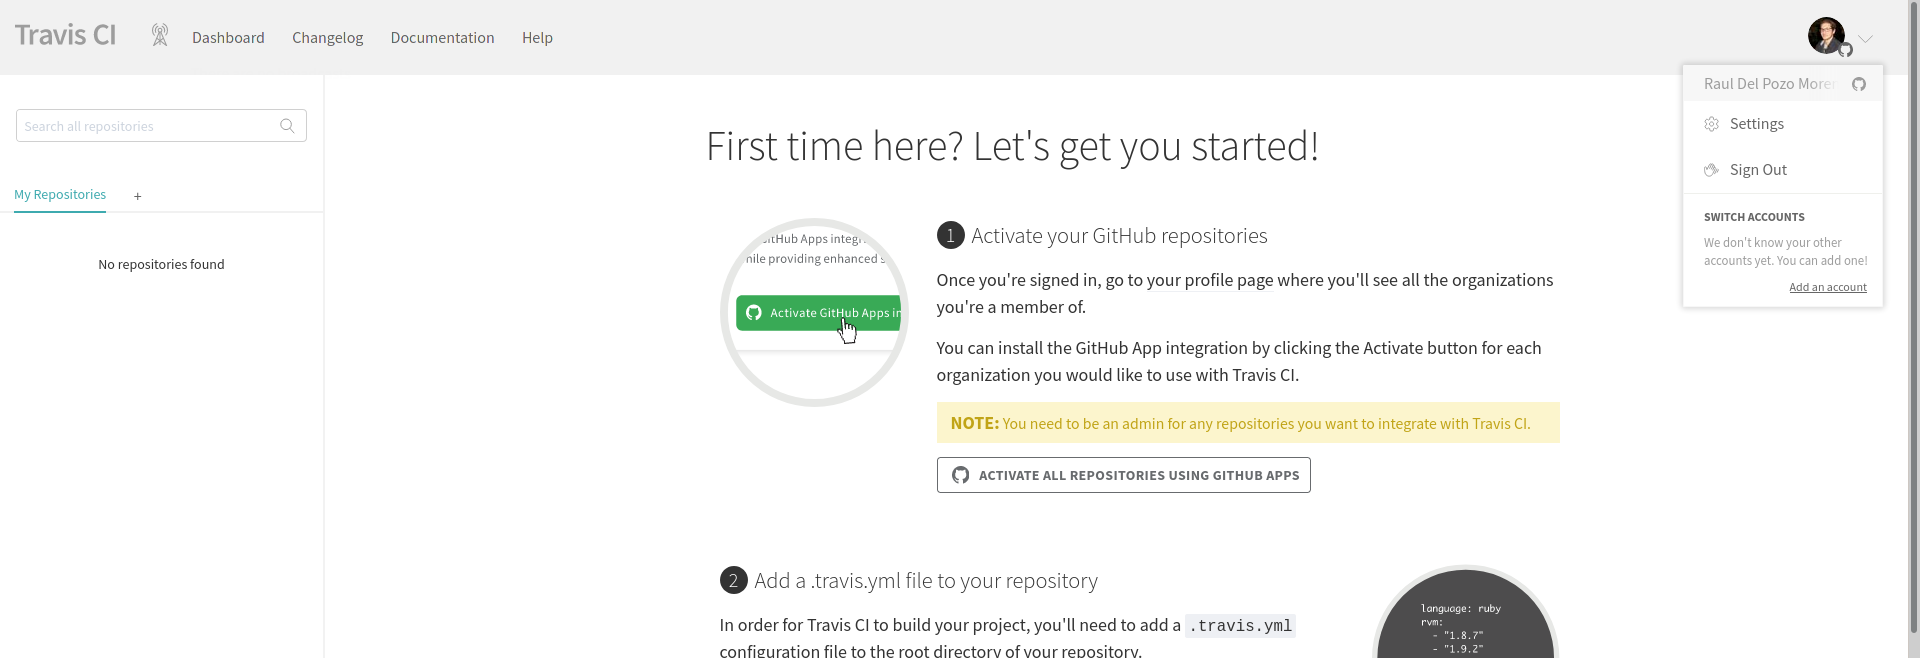 Travis CI
Dashboard
Changelog
Documentation
Help
Raul Del Pozo More
Settings
Sign Out
SWITCH ACCOUNTS
We don't know your other
accounts yet. You can add one!
Add an account
Search all repositories
My Repositories +
No repositories found
First time here? Let's get you started!
GitHub Apps integr
providing enhanced
Activate GitHub Apps in
1 Activate your GitHub repositories
Once you're signed in, go to your profile page where you'll see all the organizations
you're a member of.
You can install the GitHub App integration by clicking the Activate button for each
organization you would like to use with Travis CI.
NOTE: You need to be an admin for any repositories you want to integrate with Travis CI.
ACTIVATE ALL REPOSITORIES USING GITHUB APPS
2 Add a .travis.yml file to your repository
In order for Travis CI to build your project, you'll need to add a .travis.yml
configuration file to the root directory of your repository.
language: ruby
rvm:
- "1.8.7"
- "1.9.2"